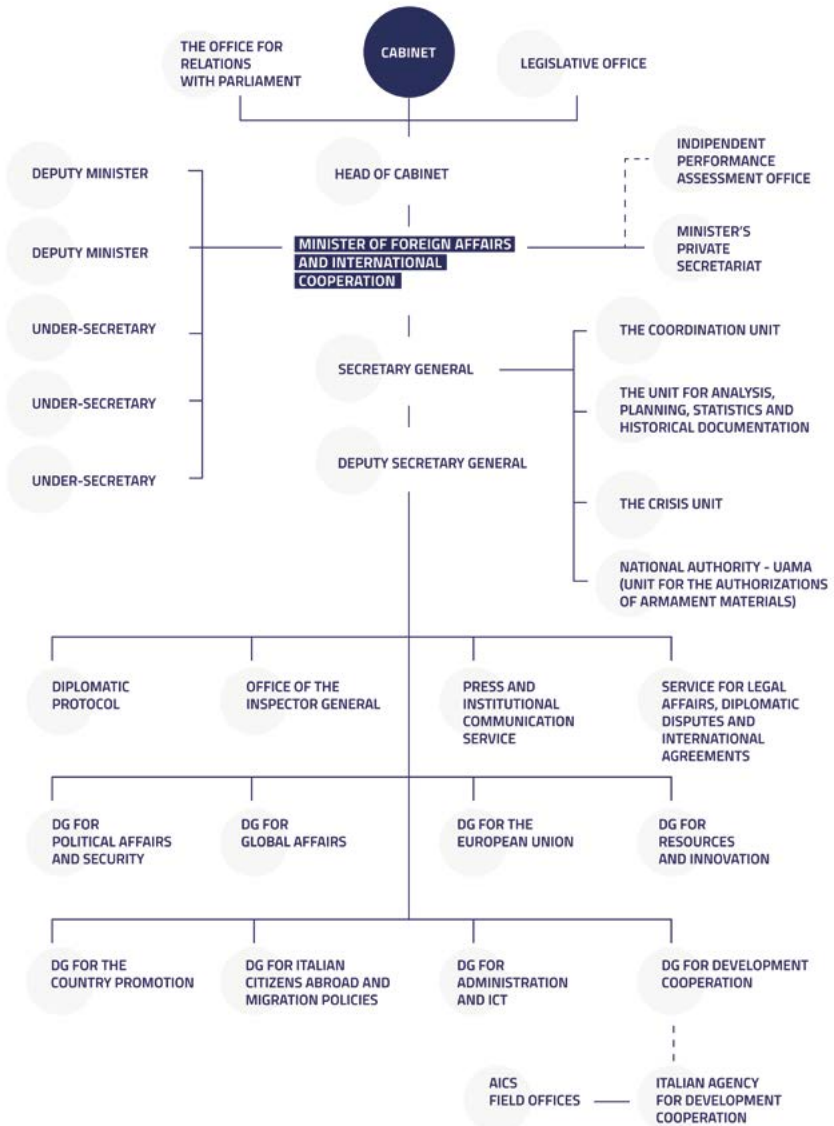 THE OFFICE FOR
RELATIONS
WITH PARLIAMENT
CABINET
LEGISLATIVE OFFICE
DEPUTY MINISTER
HEAD OF CABINET
INDIPENDENT
PERFORMANCE
ASSESSMENT OFFICE
DEPUTY MINISTER
MINISTER OF FOREIGN AFFAIRS
AND INTERNATIONAL
COOPERATION
MINISTER'S
PRIVATE
SECRETARIAT
UNDER-SECRETARY
UNDER-SECRETARY
UNDER-SECRETARY
SECRETARY GENERAL
DEPUTY SECRETARY GENERAL
THE COORDINATION UNIT
THE UNIT FOR ANALYSIS,
PLANNING, STATISTICS AND
HISTORICAL DOCUMENTATION
THE CRISIS UNIT
NATIONAL AUTHORITY - UAMA
(UNIT FOR THE AUTHORIZATIONS
OF ARMAMENT MATERIALS)
DIPLOMATIC
PROTOCOL
OFFICE OF THE
INSPECTOR GENERAL
PRESS AND
INSTITUTIONAL
COMMUNICATION
SERVICE
SERVICE FOR LEGAL
AFFAIRS, DIPLOMATIC
DISPUTES AND
INTERNATIONAL
AGREEMENTS
DG FOR
POLITICAL AFFAIRS
AND SECURITY
DG FOR
GLOBAL AFFAIRS
DG FOR THE
EUROPEAN UNION
DG FOR
RESOURCES
AND INNOVATION
DG FOR THE
COUNTRY PROMOTION
DG FOR ITALIAN
CITIZENS ABROAD AND
MIGRATION POLICIES
DG FOR
ADMINISTRATION
AND ICT
DG FOR DEVELOPMENT
COOPERATION
AICS
FIELD OFFICES
ITALIAN AGENCY
FOR DEVELOPMENT
COOPERATION